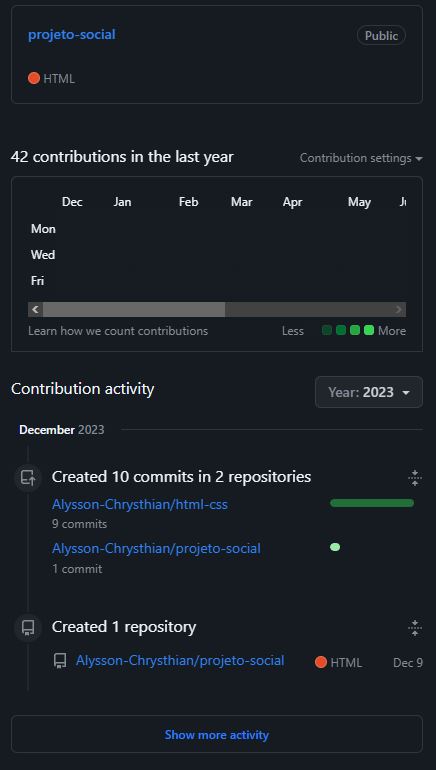 projeto-social Public
HTML
42 contributions in the last year Contribution settings
Dec Jan Feb Mar Apr May
Mon
Wed
Fri
Learn how we count contributions Less More
Contribution activity Year: 2023
December 2023
Created 10 commits in 2 repositories
Alysson-Chrysthian/html-css
9 commits
Alysson-Chrysthian/projeto-social
1 commit
Created 1 repository
Alysson-Chrysthian/projeto-social HTML Dec 9
Show more activity